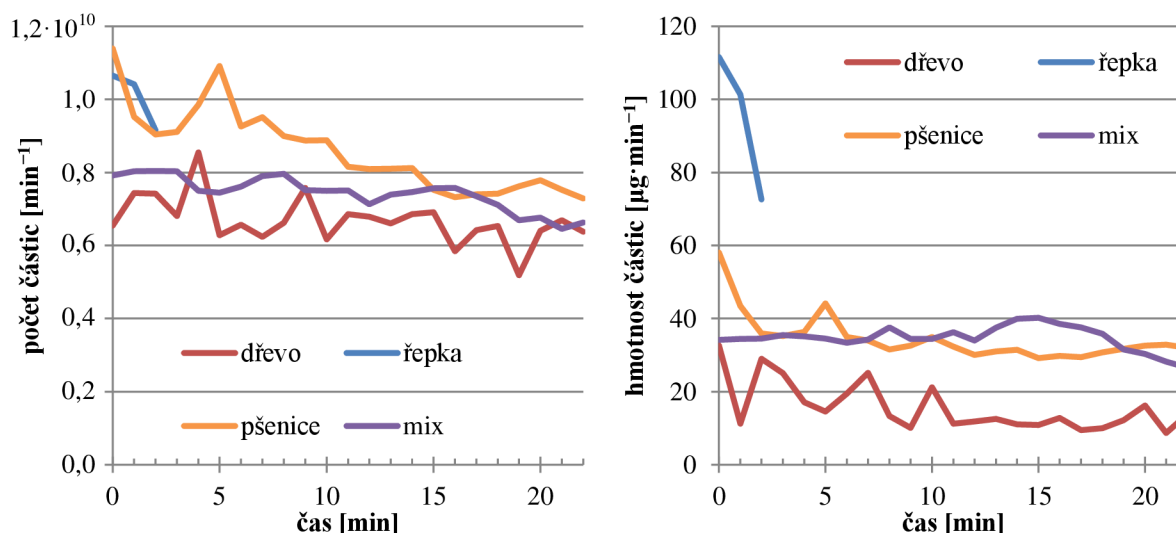 1,2·10¹⁰
1,0
0,8
0,6
0,4
0,2
0,0
počet částic [min⁻¹]
dřevo řepka
pšenice mix
0 5 10 15 20
čas [min]
120
100
80
60
40
20
0
hmotnost částic [µg·min⁻¹]
dřevo řepka
pšenice mix
0 5 10 15 20
čas [min]